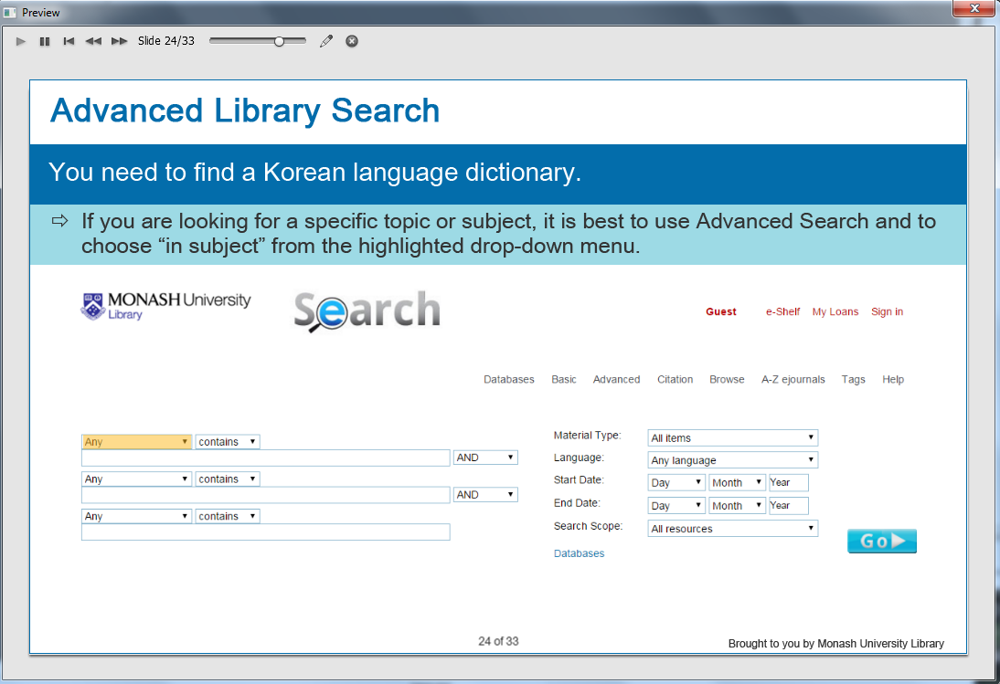 Preview
Slide 24/33
Advanced Library Search
You need to find a Korean language dictionary.
⇨ If you are looking for a specific topic or subject, it is best to use Advanced Search and to
choose “in subject” from the highlighted drop-down menu.
MONASH University
Library
Search
Guest e-Shelf My Loans Sign in
Databases Basic Advanced Citation Browse A-Z ejournals Tags Help
Any contains
AND
Any contains
AND
Any contains
Material Type: All items
Language: Any language
Start Date: Day Month Year
End Date: Day Month Year
Search Scope: All resources
Databases
Go
24 of 33
Brought to you by Monash University Library